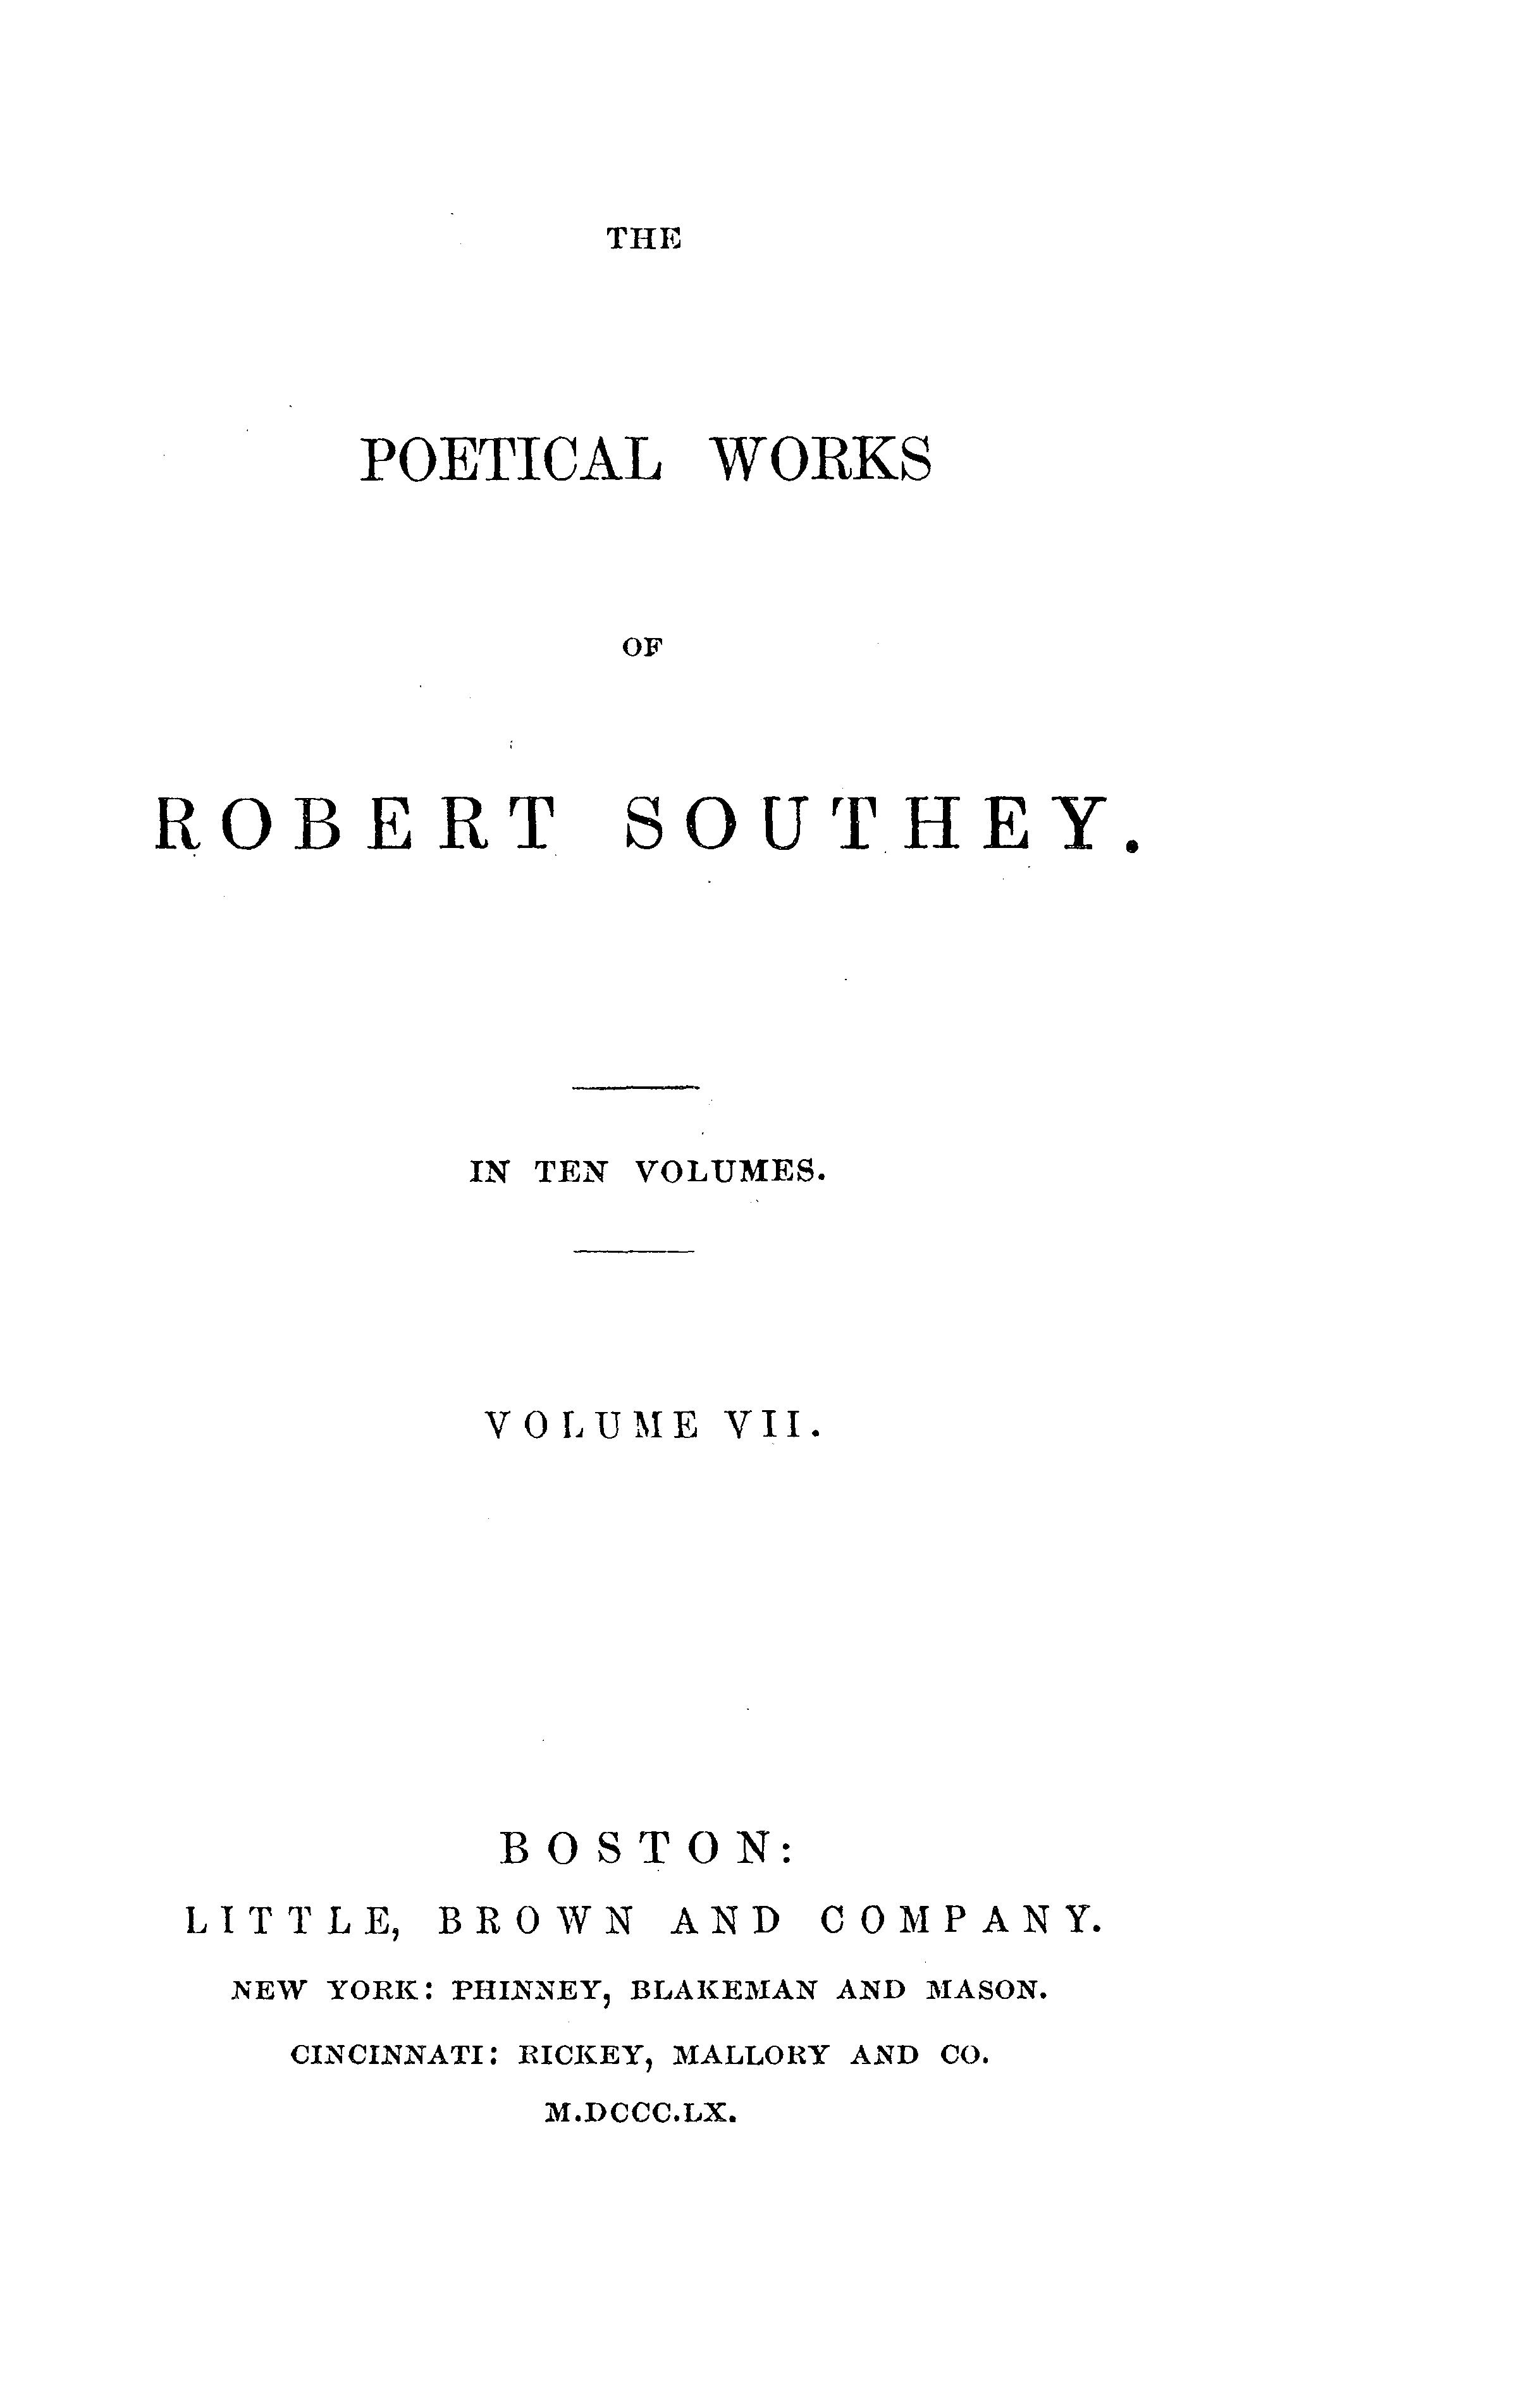 THE
POETICAL WORKS
OF
ROBERT SOUTHEY.
IN TEN VOLUMES.
VOLUME VII.
BOSTON:
LITTLE, BROWN AND COMPANY.
NEW YORK: PHINNEY, BLAKEMAN AND MASON.
CINCINNATI: RICKEY, MALLORY AND CO.
M.DCCC.LX.